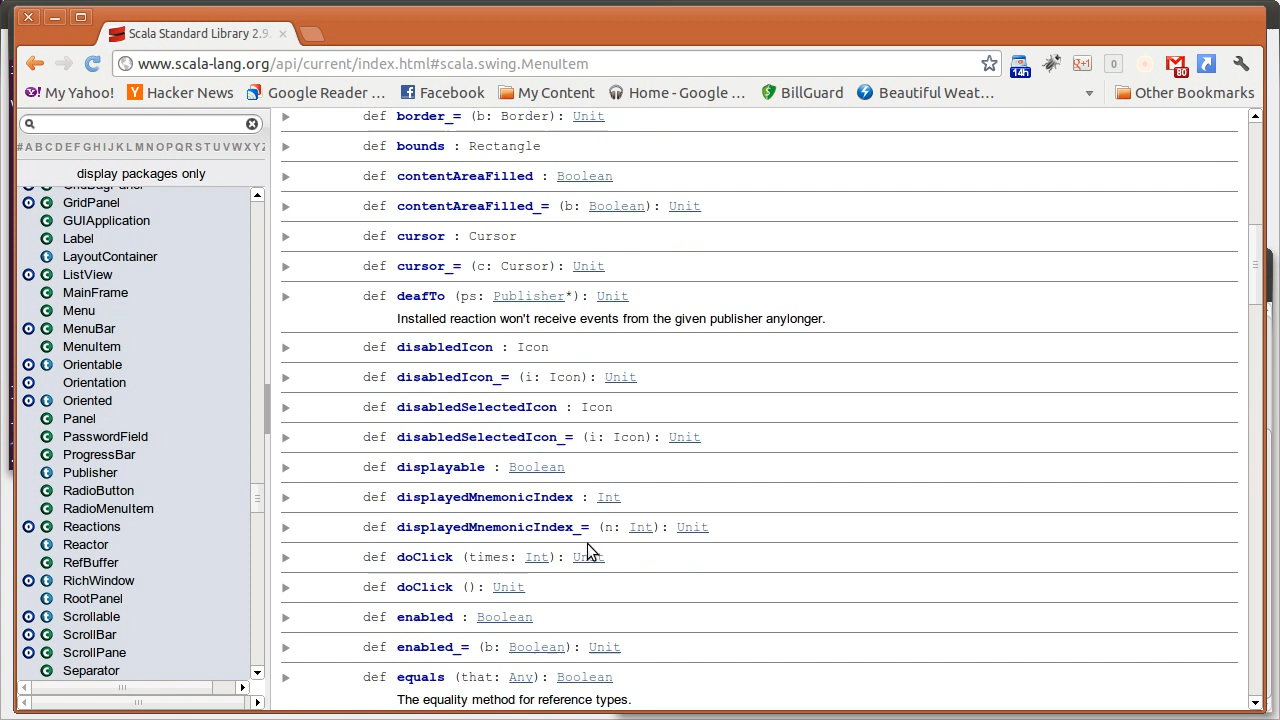 Scala Standard Library 2.9.
www.scala-lang.org/api/current/index.html#scala.swing.MenuItem
14h
+1
0
80
My Yahoo!
Hacker News
Google Reader ...
Facebook
My Content
Home - Google ...
BillGuard
Beautiful Weat...
Other Bookmarks
#ABCDEFGHIJKLMNOPQRSTUVWXYZ
display packages only
GridBagPanel
GridPanel
GUIApplication
Label
LayoutContainer
ListView
MainFrame
Menu
MenuBar
MenuItem
Orientable
Orientation
Oriented
Panel
PasswordField
ProgressBar
Publisher
RadioButton
RadioMenuItem
Reactions
Reactor
RefBuffer
RichWindow
RootPanel
Scrollable
ScrollBar
ScrollPane
Separator
def border_= (b: Border): Unit
def bounds : Rectangle
def contentAreaFilled : Boolean
def contentAreaFilled_= (b: Boolean): Unit
def cursor : Cursor
def cursor_= (c: Cursor): Unit
def deafTo (ps: Publisher*): Unit
Installed reaction won't receive events from the given publisher anylonger.
def disabledIcon : Icon
def disabledIcon_= (i: Icon): Unit
def disabledSelectedIcon : Icon
def disabledSelectedIcon_= (i: Icon): Unit
def displayable : Boolean
def displayedMnemonicIndex : Int
def displayedMnemonicIndex_= (n: Int): Unit
def doClick (times: Int): Unit
def doClick (): Unit
def enabled : Boolean
def enabled_= (b: Boolean): Unit
def equals (that: Any): Boolean
The equality method for reference types.